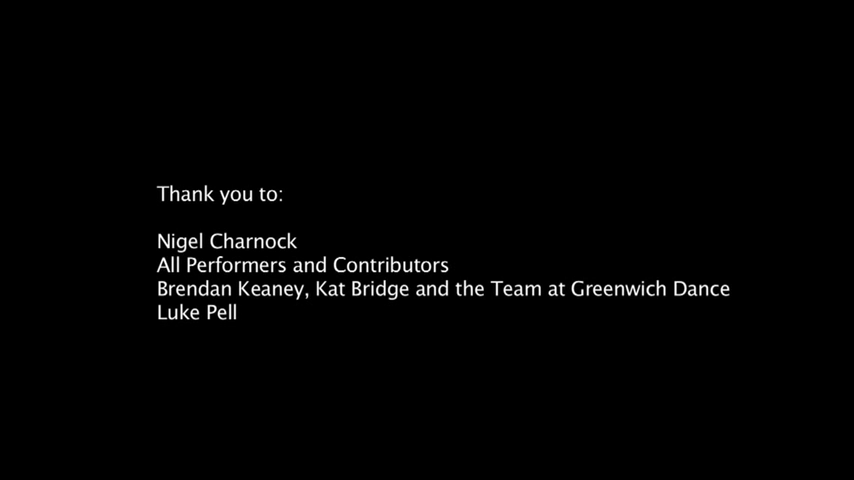 Thank you to:
Nigel Charnock
All Performers and Contributors
Brendan Keaney, Kat Bridge and the Team at Greenwich Dance
Luke Pell